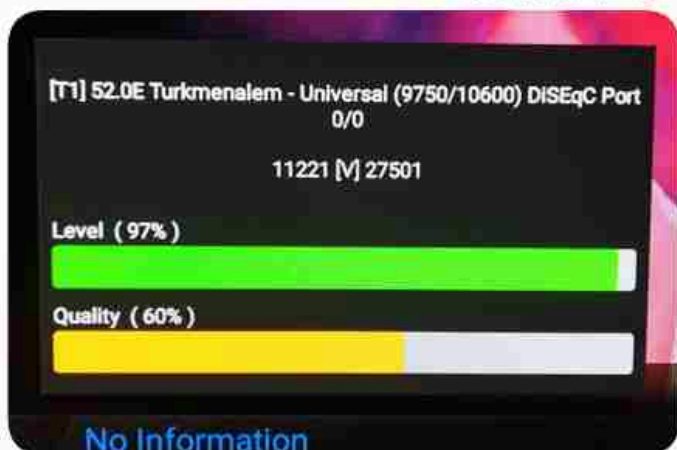 [T1] 52.0E Turkmenalem - Universal (9750/10600) DiSEqC Port
0/0
11221 [V] 27501
Level ( 97% )
Quality ( 60% )
No Information